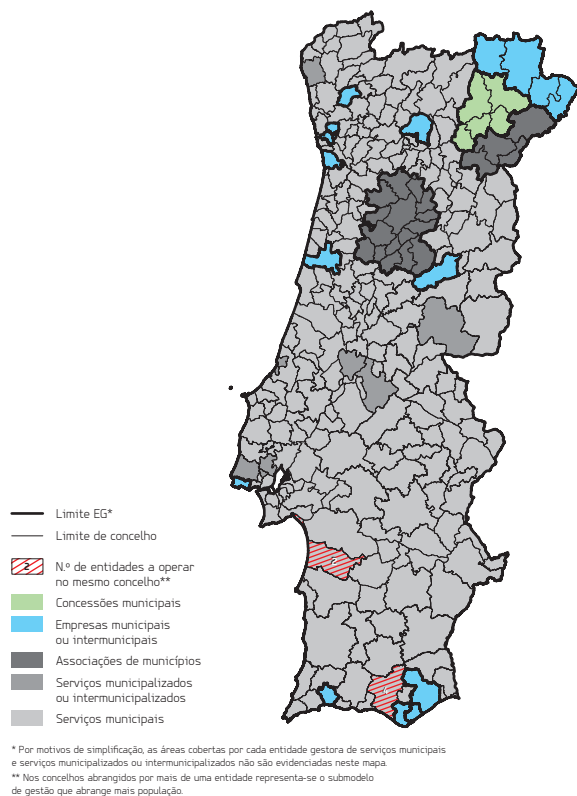 2
4
Limite EG*
Limite de concelho
2
N.º de entidades a operar
no mesmo concelho**
Concessões municipais
Empresas municipais
ou intermunicipais
Associações de municípios
Serviços municipalizados
ou intermunicipalizados
Serviços municipais
* Por motivos de simplificação, as áreas cobertas por cada entidade gestora de serviços municipais
e serviços municipalizados ou intermunicipalizados não são evidenciadas neste mapa.
** Nos concelhos abrangidos por mais de uma entidade representa-se o submodelo
de gestão que abrange mais população.